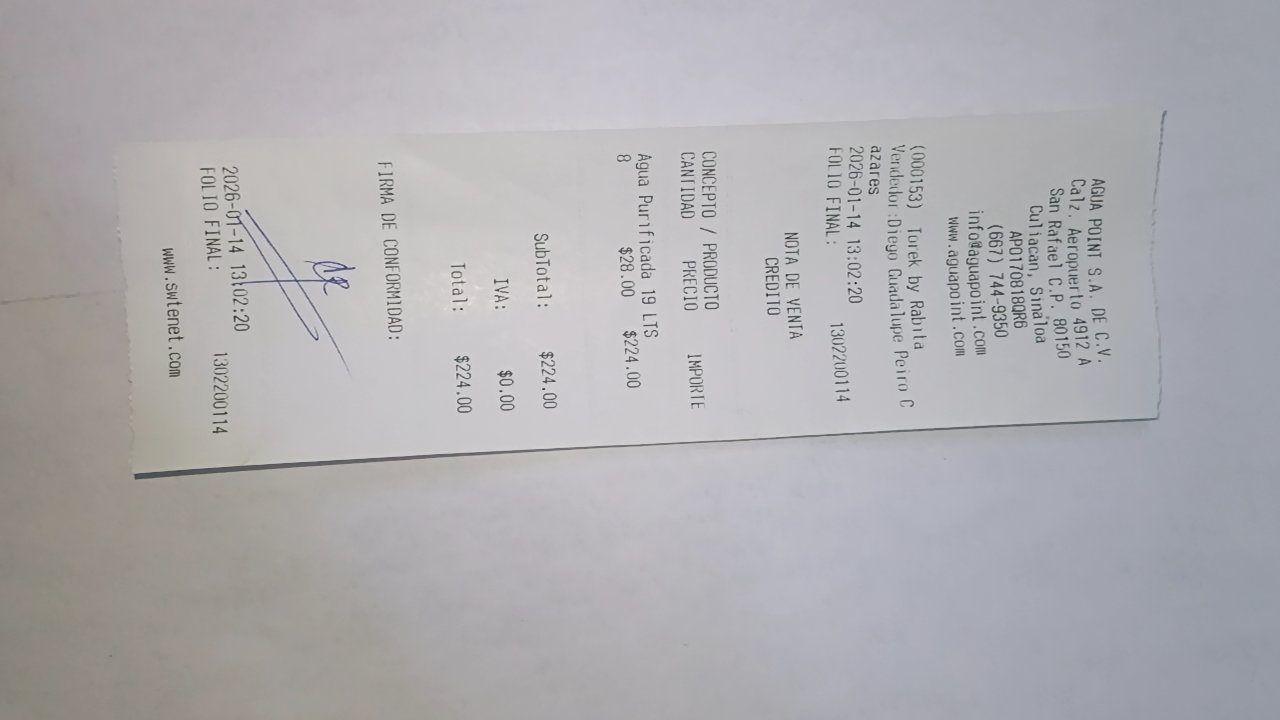 AGUA POINT S.A. DE C.V.
Calz. Aeropuerto 4912 A
San Rafael C.P. 80150
Culiacan, Sinaloa
APO170818QR6
(667) 744-9350
info@aguapoint.com
www.aguapoint.com
(000153) Torek by Rabita
Vendedor:Diego Guadalupe Peiro C
azares
2026-01-14 13:02:20
FOLIO FINAL: 1302200114
NOTA DE VENTA
CREDITO
CONCEPTO / PRODUCTO
CANTIDAD PRECIO IMPORTE
Agua Purificada 19 LTS
8 $28.00 $224.00
SubTotal: $224.00
IVA: $0.00
Total: $224.00
FIRMA DE CONFORMIDAD:
2026-01-14 13:02:20
FOLIO FINAL: 1302200114
www.swtenet.com